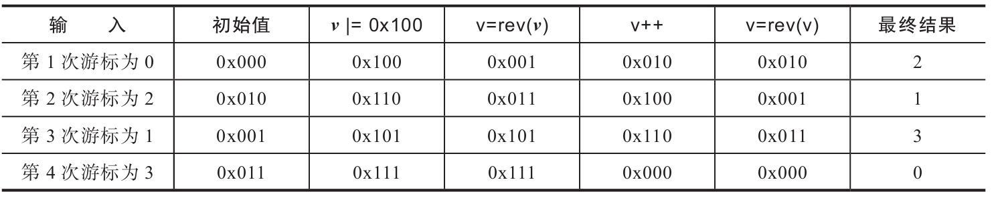 输 入 初始值 v |= 0x100 v=rev(v) v++ v=rev(v) 最终结果
第 1 次游标为 0 0x000 0x100 0x001 0x010 0x010 2
第 2 次游标为 2 0x010 0x110 0x011 0x100 0x001 1
第 3 次游标为 1 0x001 0x101 0x101 0x110 0x011 3
第 4 次游标为 3 0x011 0x111 0x111 0x000 0x000 0